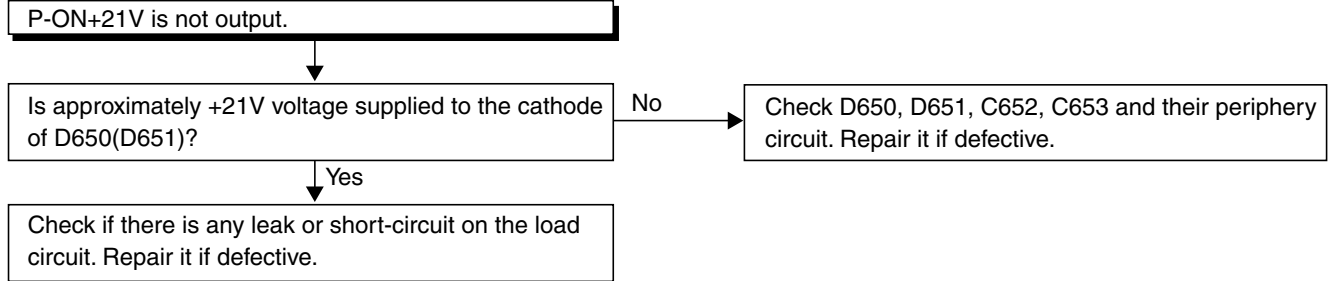 P-ON+21V is not output.
Is approximately +21V voltage supplied to the cathode
of D650(D651)?
No
Check D650, D651, C652, C653 and their periphery
circuit. Repair it if defective.
Yes
Check if there is any leak or short-circuit on the load
circuit. Repair it if defective.